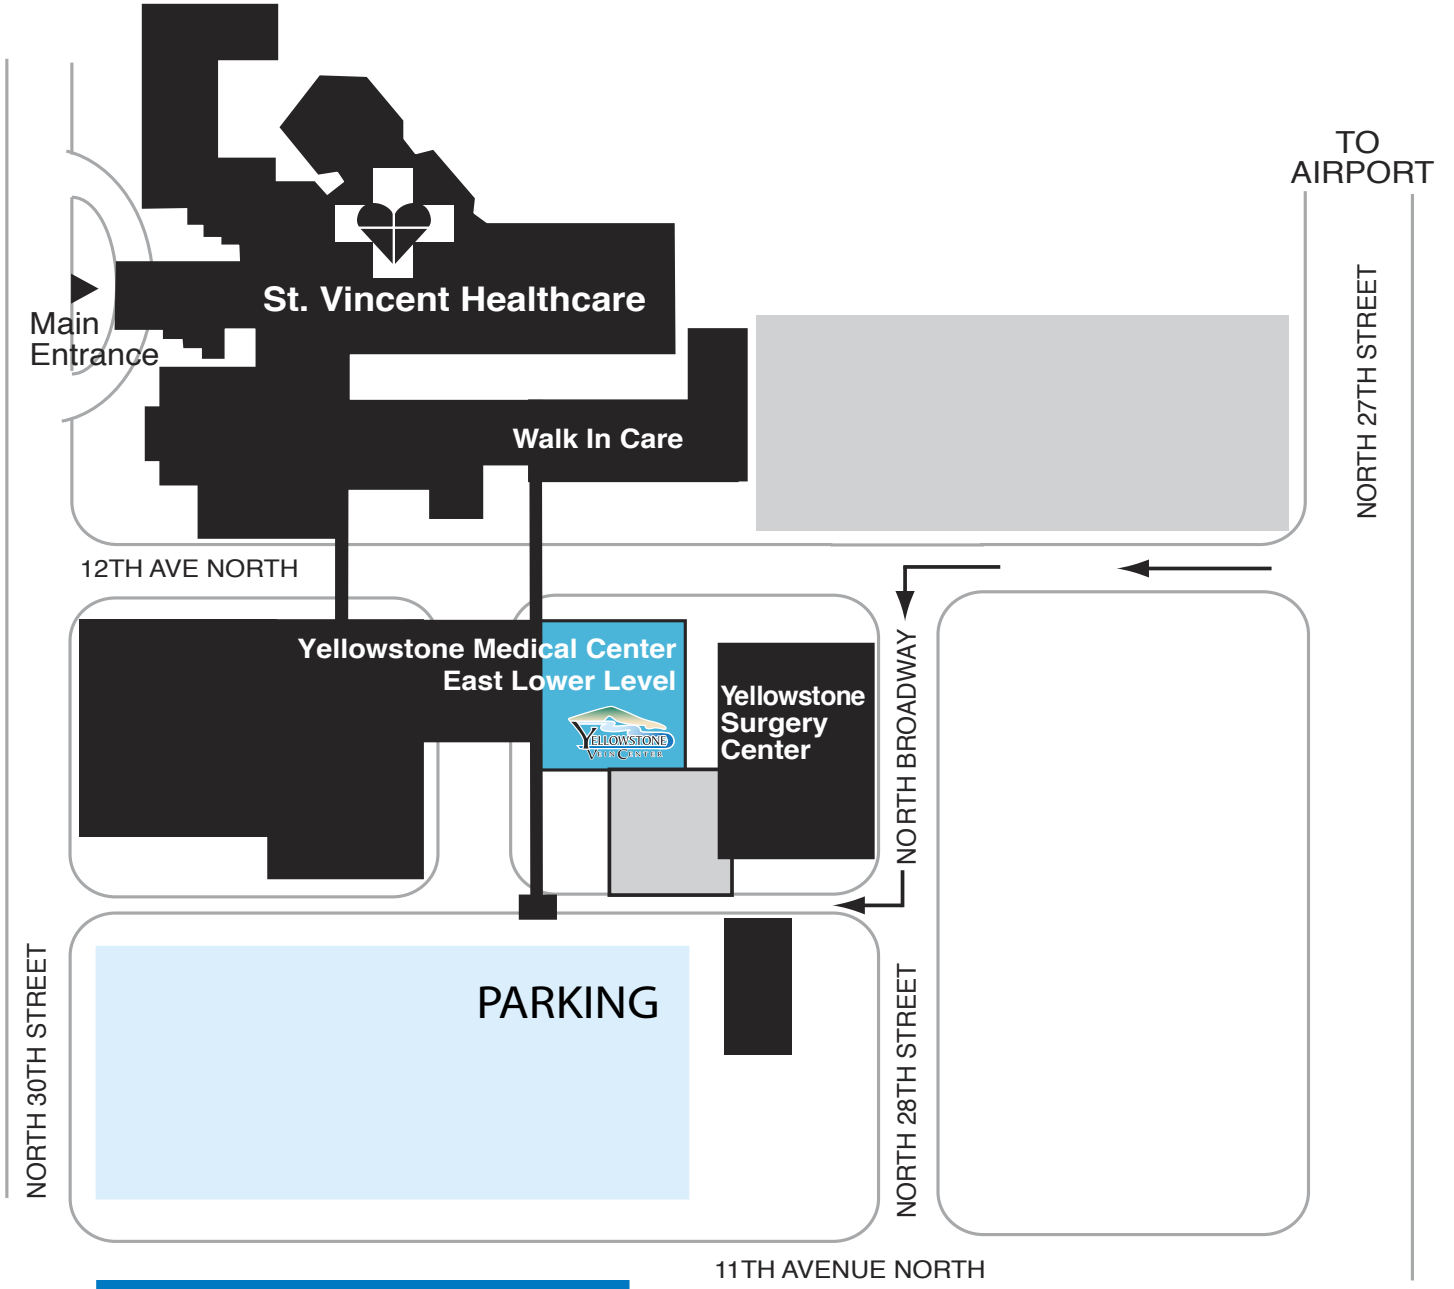 TO
AIRPORT
NORTH 27TH STREET
St. Vincent Healthcare
Main
Entrance
Walk In Care
12TH AVE NORTH
Yellowstone Medical Center
East Lower Level
YELLOWSTONE
VEIN CENTER
Yellowstone
Surgery
Center
NORTH BROADWAY
PARKING
NORTH 30TH STREET
NORTH 28TH STREET
11TH AVENUE NORTH